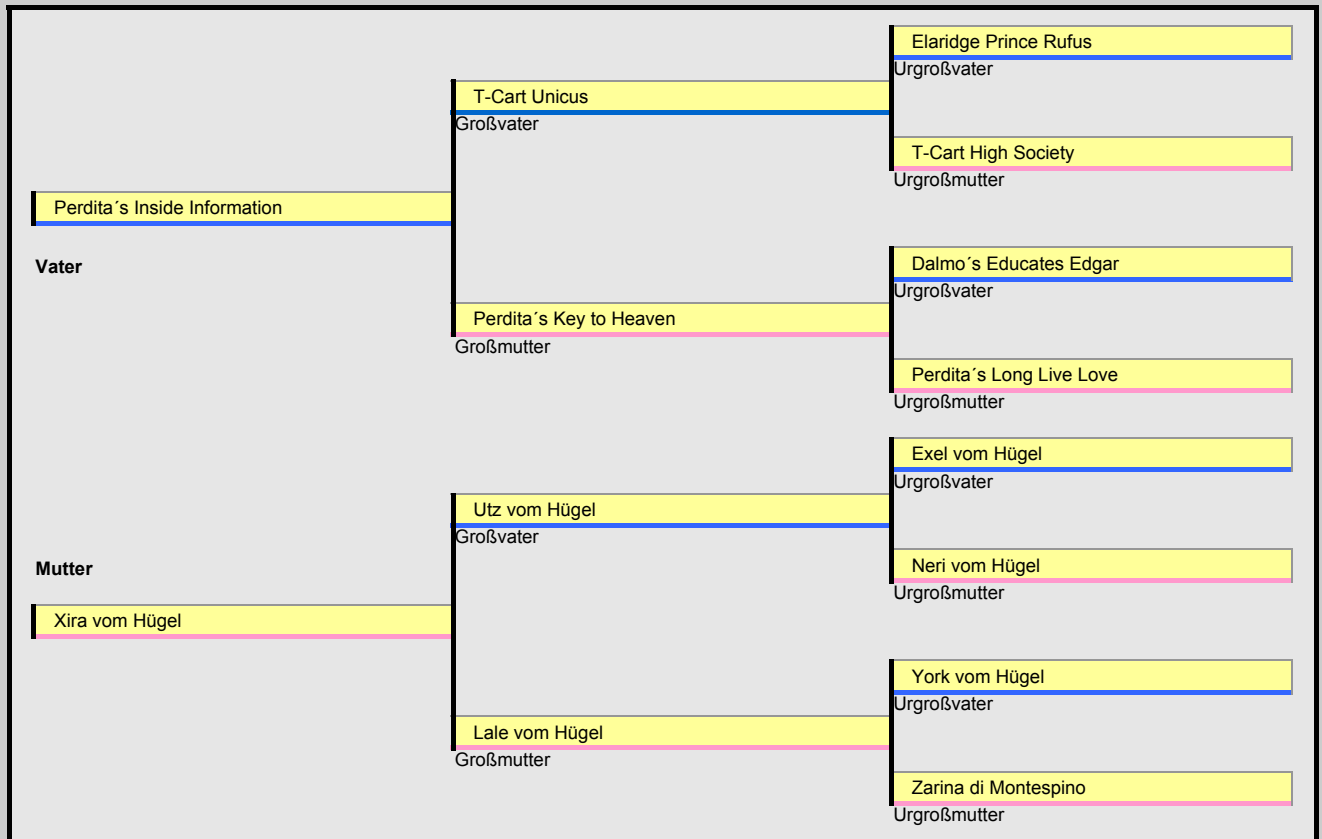 Elaridge Prince Rufus
Urgroßvater
T-Cart Unicus
Großvater
T-Cart High Society
Urgroßmutter
Perdita´s Inside Information
Vater
Dalmo´s Educates Edgar
Urgroßvater
Perdita´s Key to Heaven
Großmutter
Perdita´s Long Live Love
Urgroßmutter
Exel vom Hügel
Urgroßvater
Utz vom Hügel
Großvater
Mutter
Neri vom Hügel
Urgroßmutter
Xira vom Hügel
York vom Hügel
Urgroßvater
Lale vom Hügel
Großmutter
Zarina di Montespino
Urgroßmutter